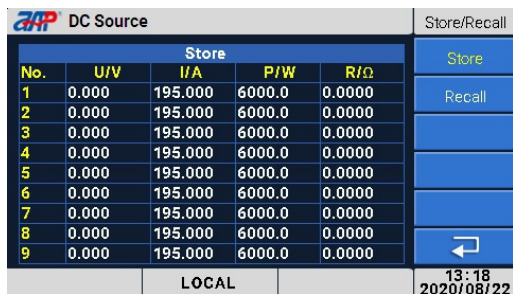 AAP DC Source Store/Recall
Store
No. U/V I/A P/W R/Ω
1 0.000 195.000 6000.0 0.0000
2 0.000 195.000 6000.0 0.0000
3 0.000 195.000 6000.0 0.0000
4 0.000 195.000 6000.0 0.0000
5 0.000 195.000 6000.0 0.0000
6 0.000 195.000 6000.0 0.0000
7 0.000 195.000 6000.0 0.0000
8 0.000 195.000 6000.0 0.0000
9 0.000 195.000 6000.0 0.0000
Store
Recall
LOCAL
13:18
2020/08/22